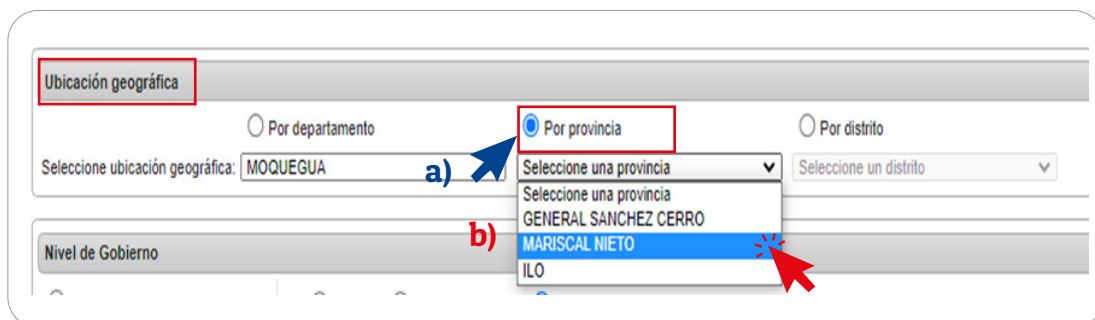 Ubicación geográfica
Por departamento Por provincia Por distrito
Seleccione ubicación geográfica: MOQUEGUA a) Seleccione una provincia Seleccione un distrito
Seleccione una provincia
GENERAL SANCHEZ CERRO
b) MARISCAL NIETO
Nivel de Gobierno
ILO